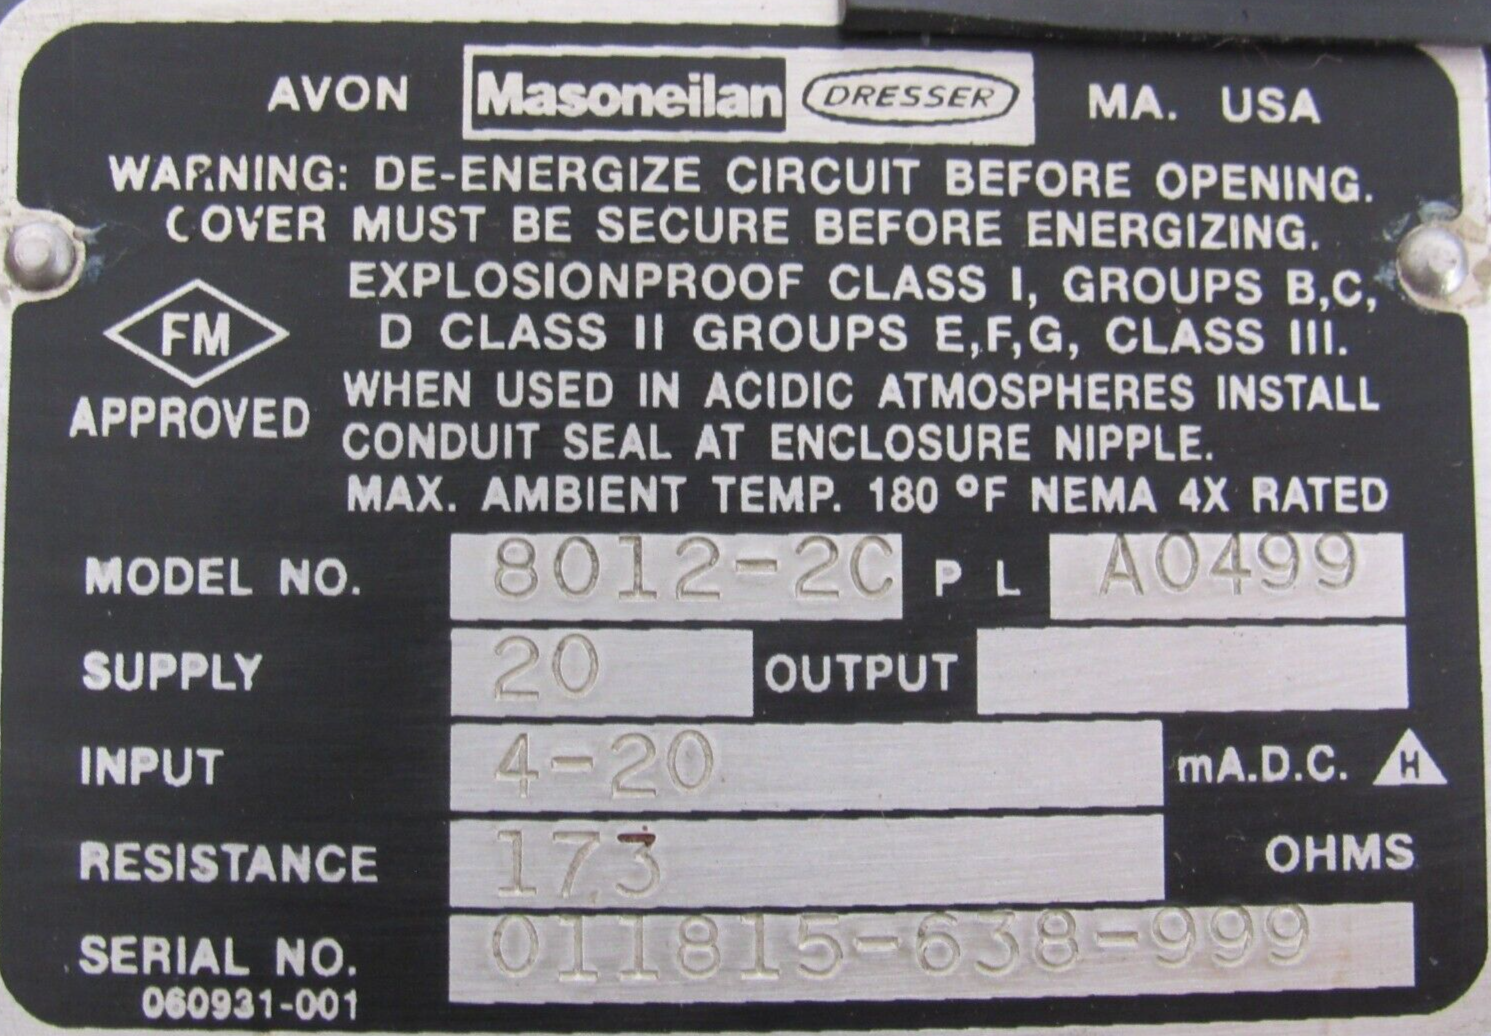 AVON Masoneilan DRESSER MA. USA
WARNING: DE-ENERGIZE CIRCUIT BEFORE OPENING.
COVER MUST BE SECURE BEFORE ENERGIZING.
EXPLOSIONPROOF CLASS I, GROUPS B,C,
D CLASS II GROUPS E,F,G, CLASS III.
FM
APPROVED
WHEN USED IN ACIDIC ATMOSPHERES INSTALL
CONDUIT SEAL AT ENCLOSURE NIPPLE.
MAX. AMBIENT TEMP. 180 °F NEMA 4X RATED
MODEL NO. 8012-2C P L A0499
SUPPLY 20 OUTPUT
INPUT 4-20 mA.D.C. H
RESISTANCE 173 OHMS
SERIAL NO. 011815-638-999
060931-001